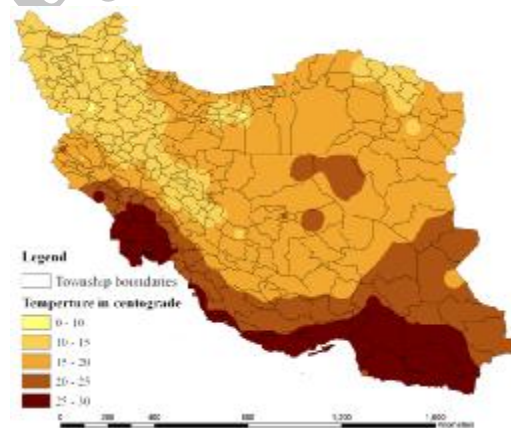 Legend
Township boundaries
Temperture in centograde
0 - 10
10 - 15
15 - 20
20 - 25
25 - 30
0 200 400 800 1,200 1,600